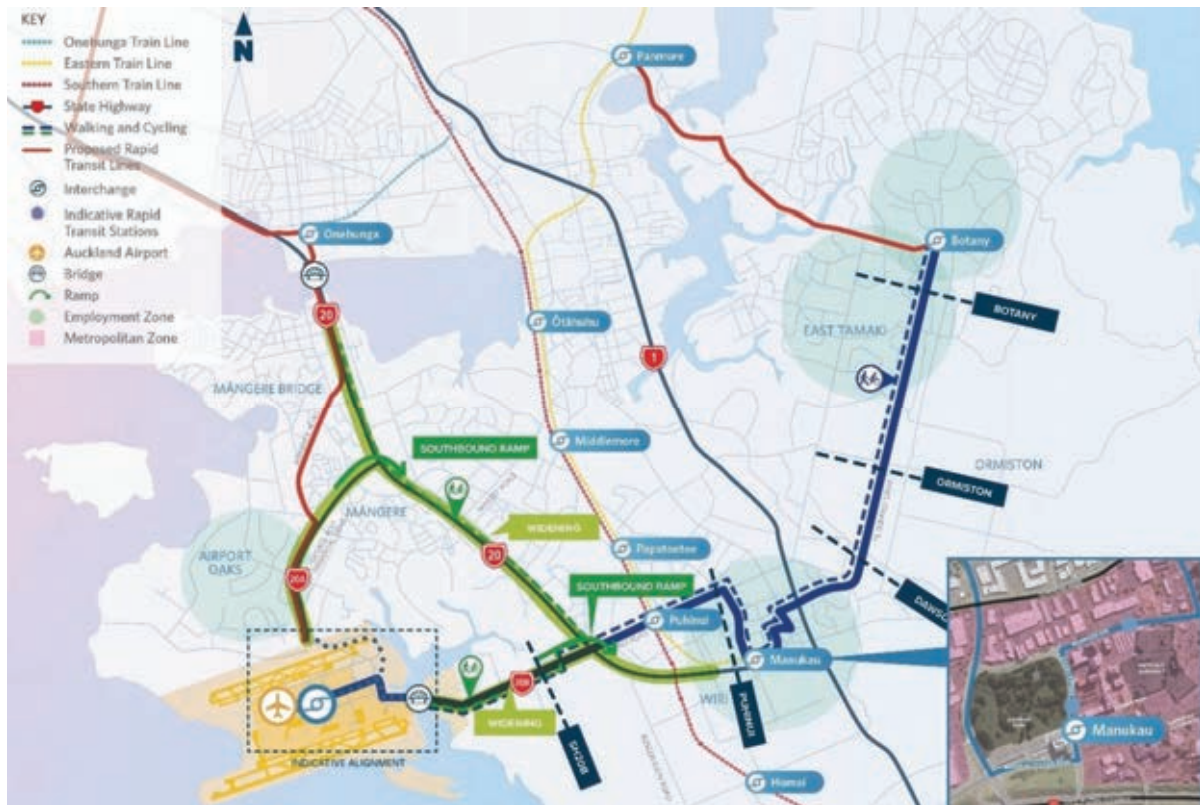 KEY
Onehunga Train Line
Eastern Train Line
Southern Train Line
State Highway
Walking and Cycling
Proposed Rapid
Transit Lines
Interchange
Indicative Rapid
Transit Stations
Auckland Airport
Bridge
Ramp
Employment Zone
Metropolitan Zone
N
Panmure
Onehunga
Botany
20
BOTANY
Ōtāhuhu
EAST TAMAKI
1
MĀNGERE BRIDGE
Middlemore
SOUTHBOUND RAMP
ORMISTON
ORMISTON
MĀNGERE
WIDENING
AIRPORT
OAKS
20
Papatoetoe
20A
SOUTHBOUND RAMP
Puhinui
Manukau
20B
WIRI
PUHINUI
WIDENING
SH20B
INDICATIVE ALIGNMENT
Homai
Manukau